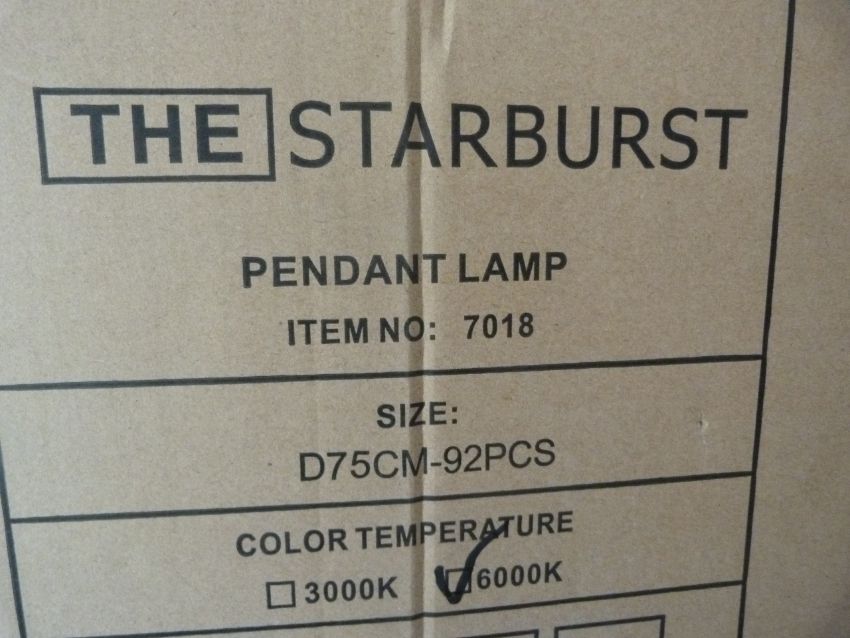 THE STARBURST
PENDANT LAMP
ITEM NO: 7018
SIZE:
D75CM-92PCS
COLOR TEMPERATURE
☐ 3000K ☑ 6000K